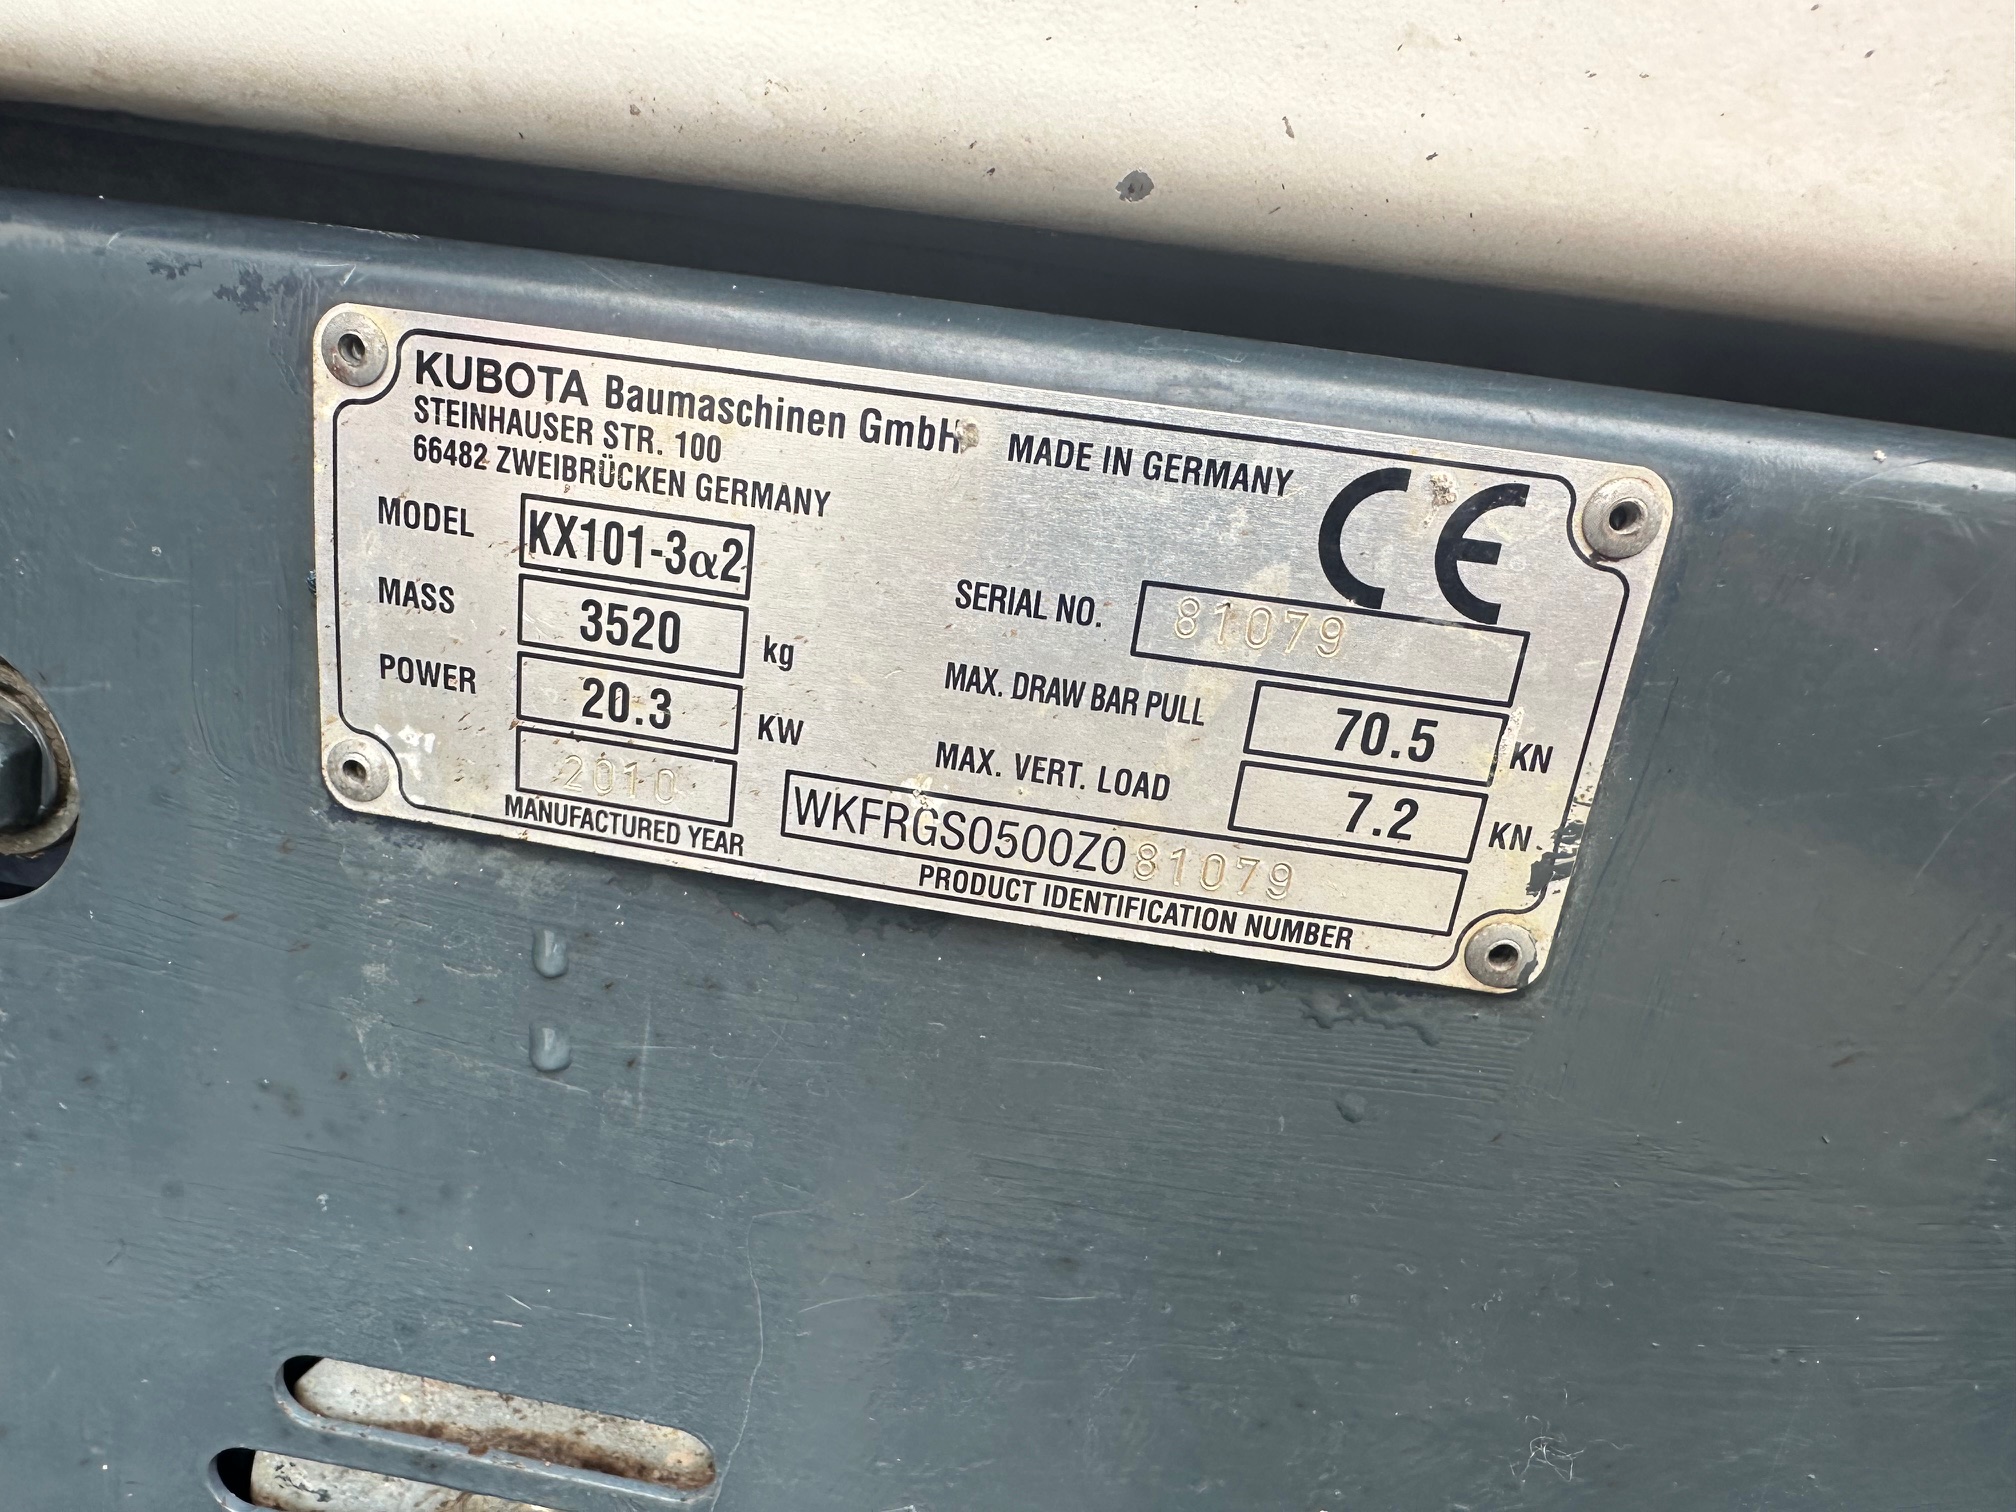 KUBOTA Baumaschinen GmbH
STEINHAUSER STR. 100
66482 ZWEIBRÜCKEN GERMANY
MADE IN GERMANY
CE
MODEL KX101-3α2
MASS 3520 kg
POWER 20.3 KW
2010
MANUFACTURED YEAR
SERIAL NO. 81079
MAX. DRAW BAR PULL 70.5 KN
MAX. VERT. LOAD 7.2 KN
WKFRGS0500Z081079
PRODUCT IDENTIFICATION NUMBER